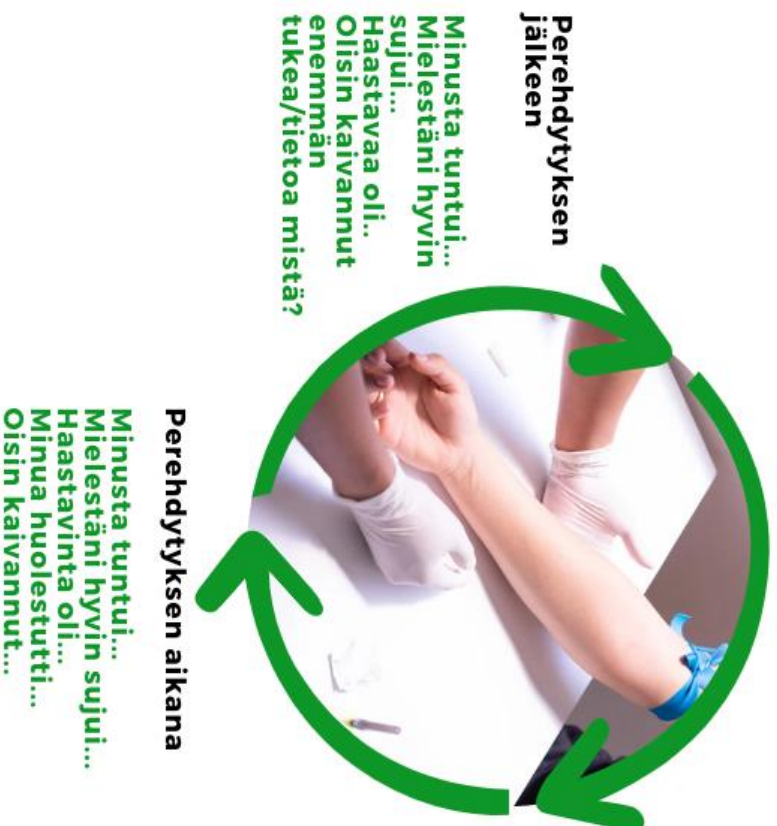 Perehdytyksen
jälkeen
Minusta tuntui...
Mielestäni hyvin
sujui...
Haastavaa oli..
Olisin kaivannut
enemmän
tukea/tietoa mistä?
Perehdytyksen aikana
Minusta tuntui...
Mielestäni hyvin sujui...
Haastavinta oli...
Minua huolestutti...
Oisin kaivannut...